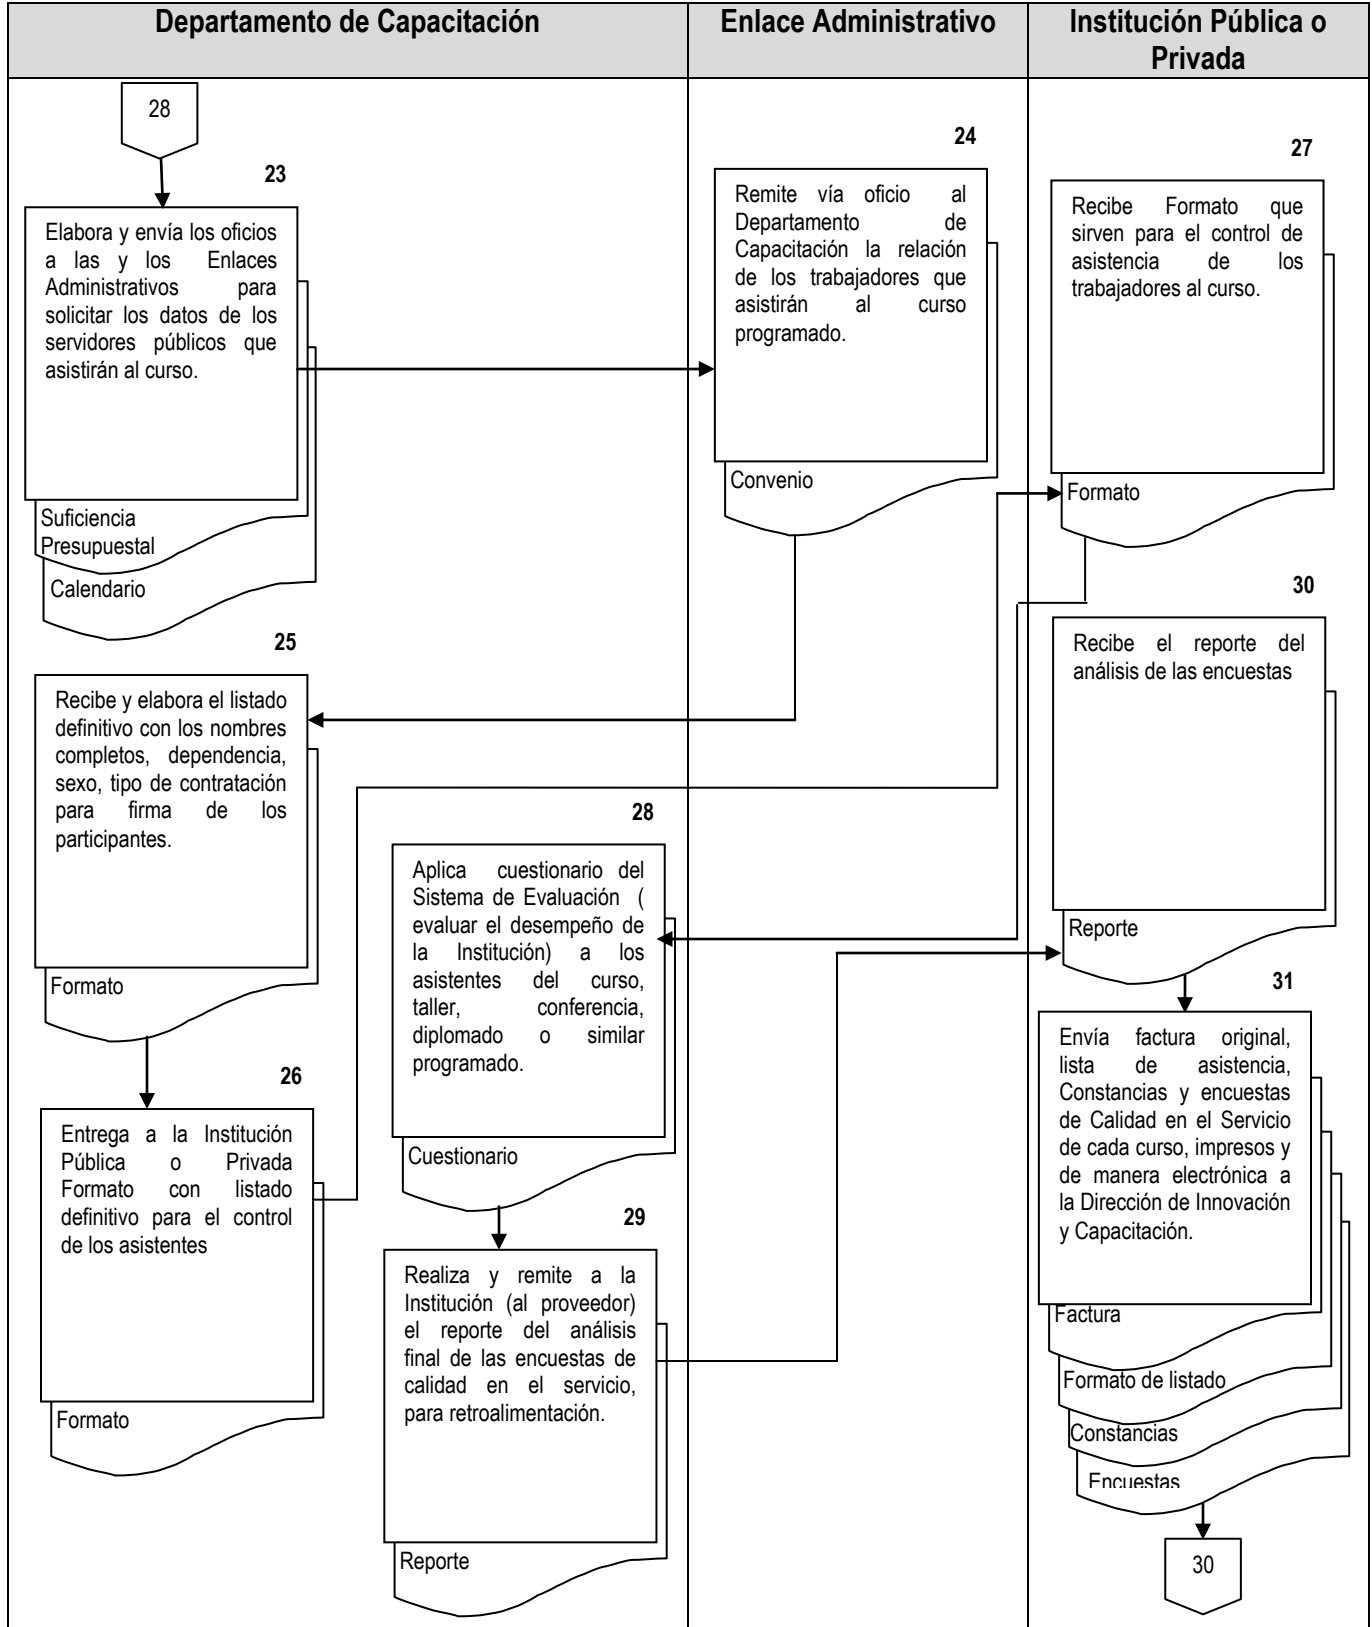 Departamento de Capacitación
Enlace Administrativo
Institución Pública o
Privada
28
23
Elabora y envía los oficios
a las y los Enlaces
Administrativos para
solicitar los datos de los
servidores públicos que
asistirán al curso.
Suficiencia
Presupuestal
Calendario
24
Remite vía oficio al
Departamento de
Capacitación la relación
de los trabajadores que
asistirán al curso
programado.
Convenio
25
Recibe y elabora el listado
definitivo con los nombres
completos, dependencia,
sexo, tipo de contratación
para firma de los
participantes.
Formato
26
Entrega a la Institución
Pública o Privada
Formato con listado
definitivo para el control
de los asistentes
Formato
27
Recibe Formato que
sirven para el control de
asistencia de los
trabajadores al curso.
Formato
28
Aplica cuestionario del
Sistema de Evaluación (
evaluar el desempeño de
la Institución) a los
asistentes del curso,
taller, conferencia,
diplomado o similar
programado.
Cuestionario
29
Realiza y remite a la
Institución (al proveedor)
el reporte del análisis
final de las encuestas de
calidad en el servicio,
para retroalimentación.
Reporte
30
Recibe el reporte del
análisis de las encuestas
Reporte
31
Envía factura original,
lista de asistencia,
Constancias y encuestas
de Calidad en el Servicio
de cada curso, impresos y
de manera electrónica a
la Dirección de Innovación
y Capacitación.
Factura
Formato de listado
Constancias
Encuestas
30